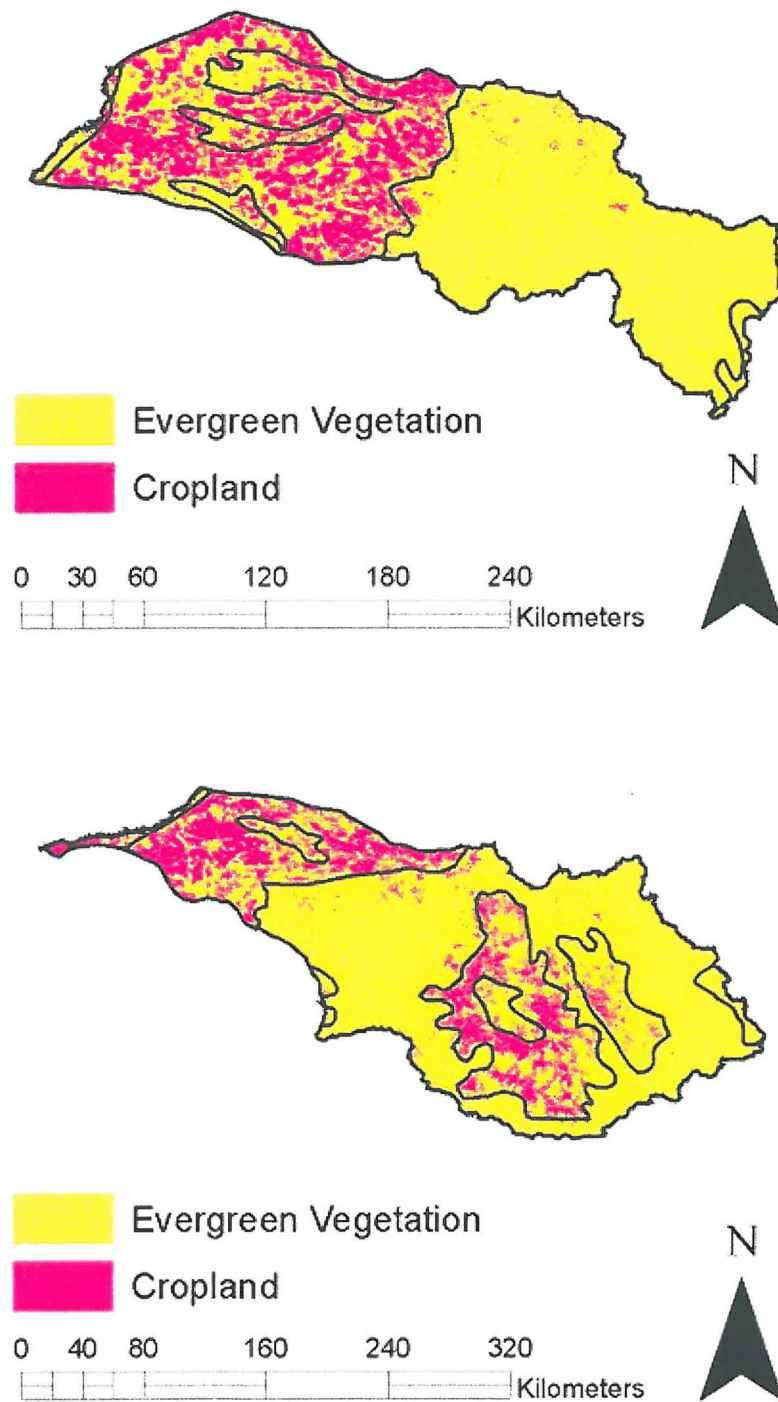 Evergreen Vegetation
Cropland
N
0 30 60 120 180 240
Kilometers
Evergreen Vegetation
Cropland
N
0 40 80 160 240 320
Kilometers